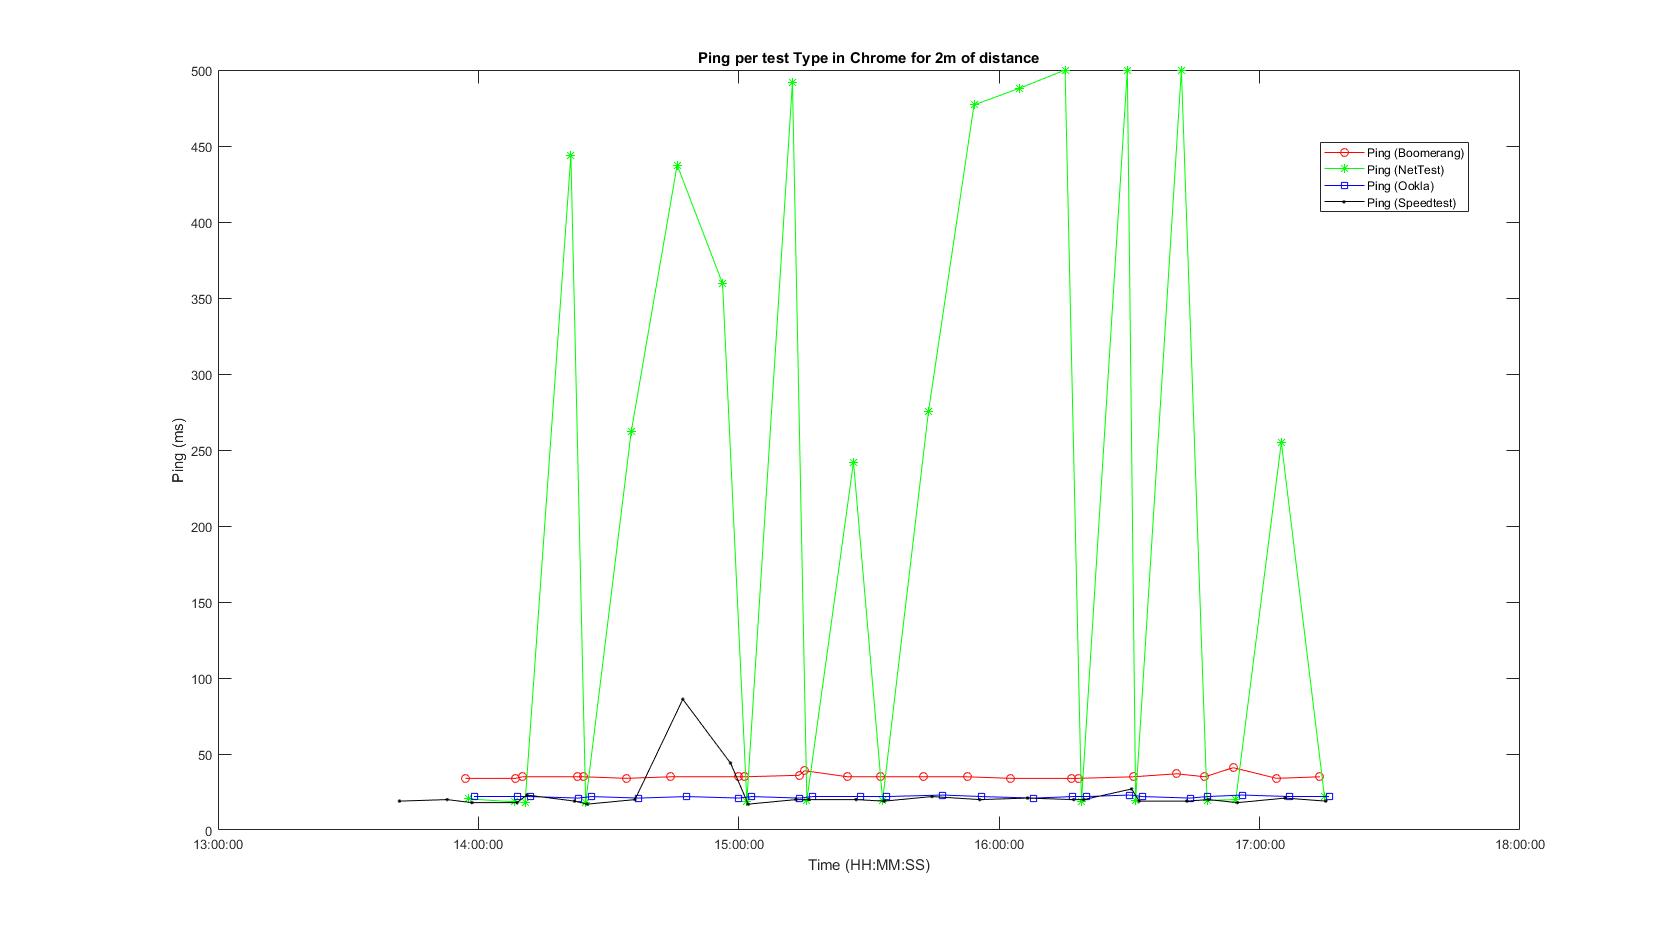 Ping per test Type in Chrome for 2m of distance
500
450
400
350
300
250
200
150
100
50
0
Ping (ms)
Ping (Boomerang)
Ping (NetTest)
Ping (Ookla)
Ping (Speedtest)
13:00:00 14:00:00 15:00:00 16:00:00 17:00:00 18:00:00
Time (HH:MM:SS)